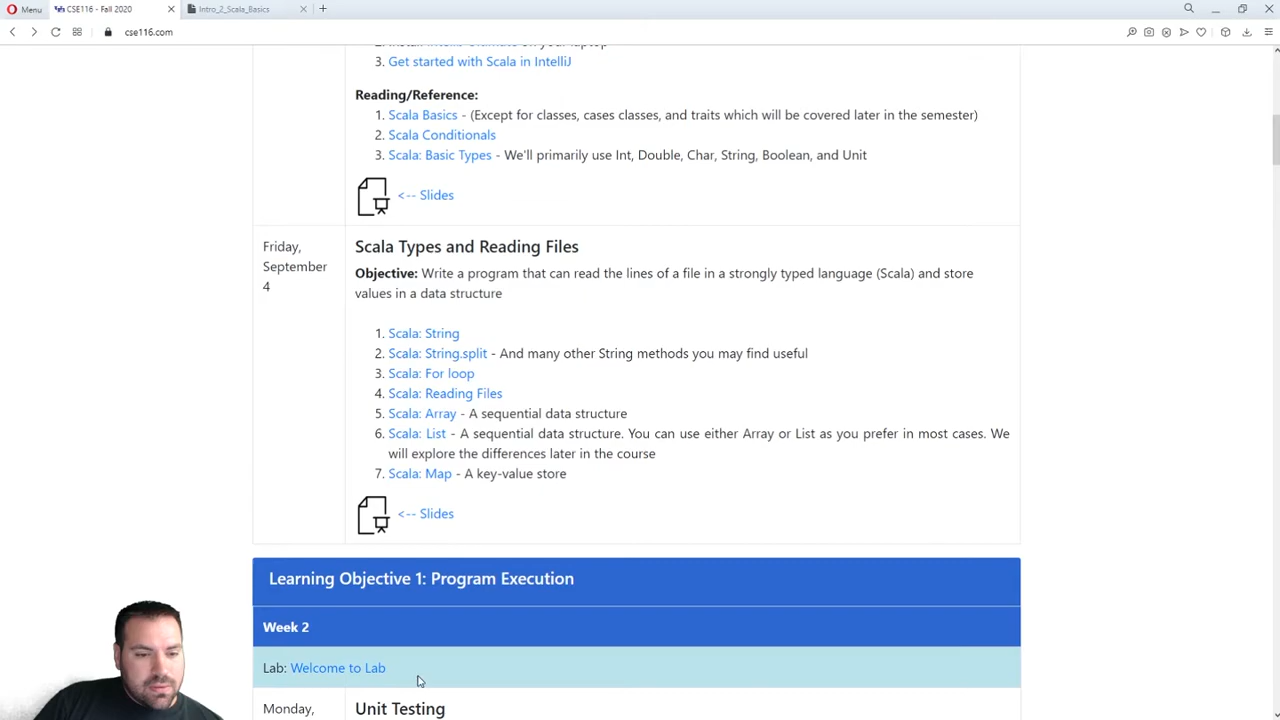 Menu
CSE116 - Fall 2020
Intro_2_Scala_Basics
cse116.com
2. Install IntelliJ Ultimate on your laptop
3. Get started with Scala in IntelliJ
Reading/Reference:
1. Scala Basics - (Except for classes, cases classes, and traits which will be covered later in the semester)
2. Scala Conditionals
3. Scala: Basic Types - We'll primarily use Int, Double, Char, String, Boolean, and Unit
<-- Slides
Friday,
September
4
Scala Types and Reading Files
Objective: Write a program that can read the lines of a file in a strongly typed language (Scala) and store
values in a data structure
1. Scala: String
2. Scala: String.split - And many other String methods you may find useful
3. Scala: For loop
4. Scala: Reading Files
5. Scala: Array - A sequential data structure
6. Scala: List - A sequential data structure. You can use either Array or List as you prefer in most cases. We
will explore the differences later in the course
7. Scala: Map - A key-value store
<-- Slides
Learning Objective 1: Program Execution
Week 2
Lab: Welcome to Lab
Monday,
Unit Testing